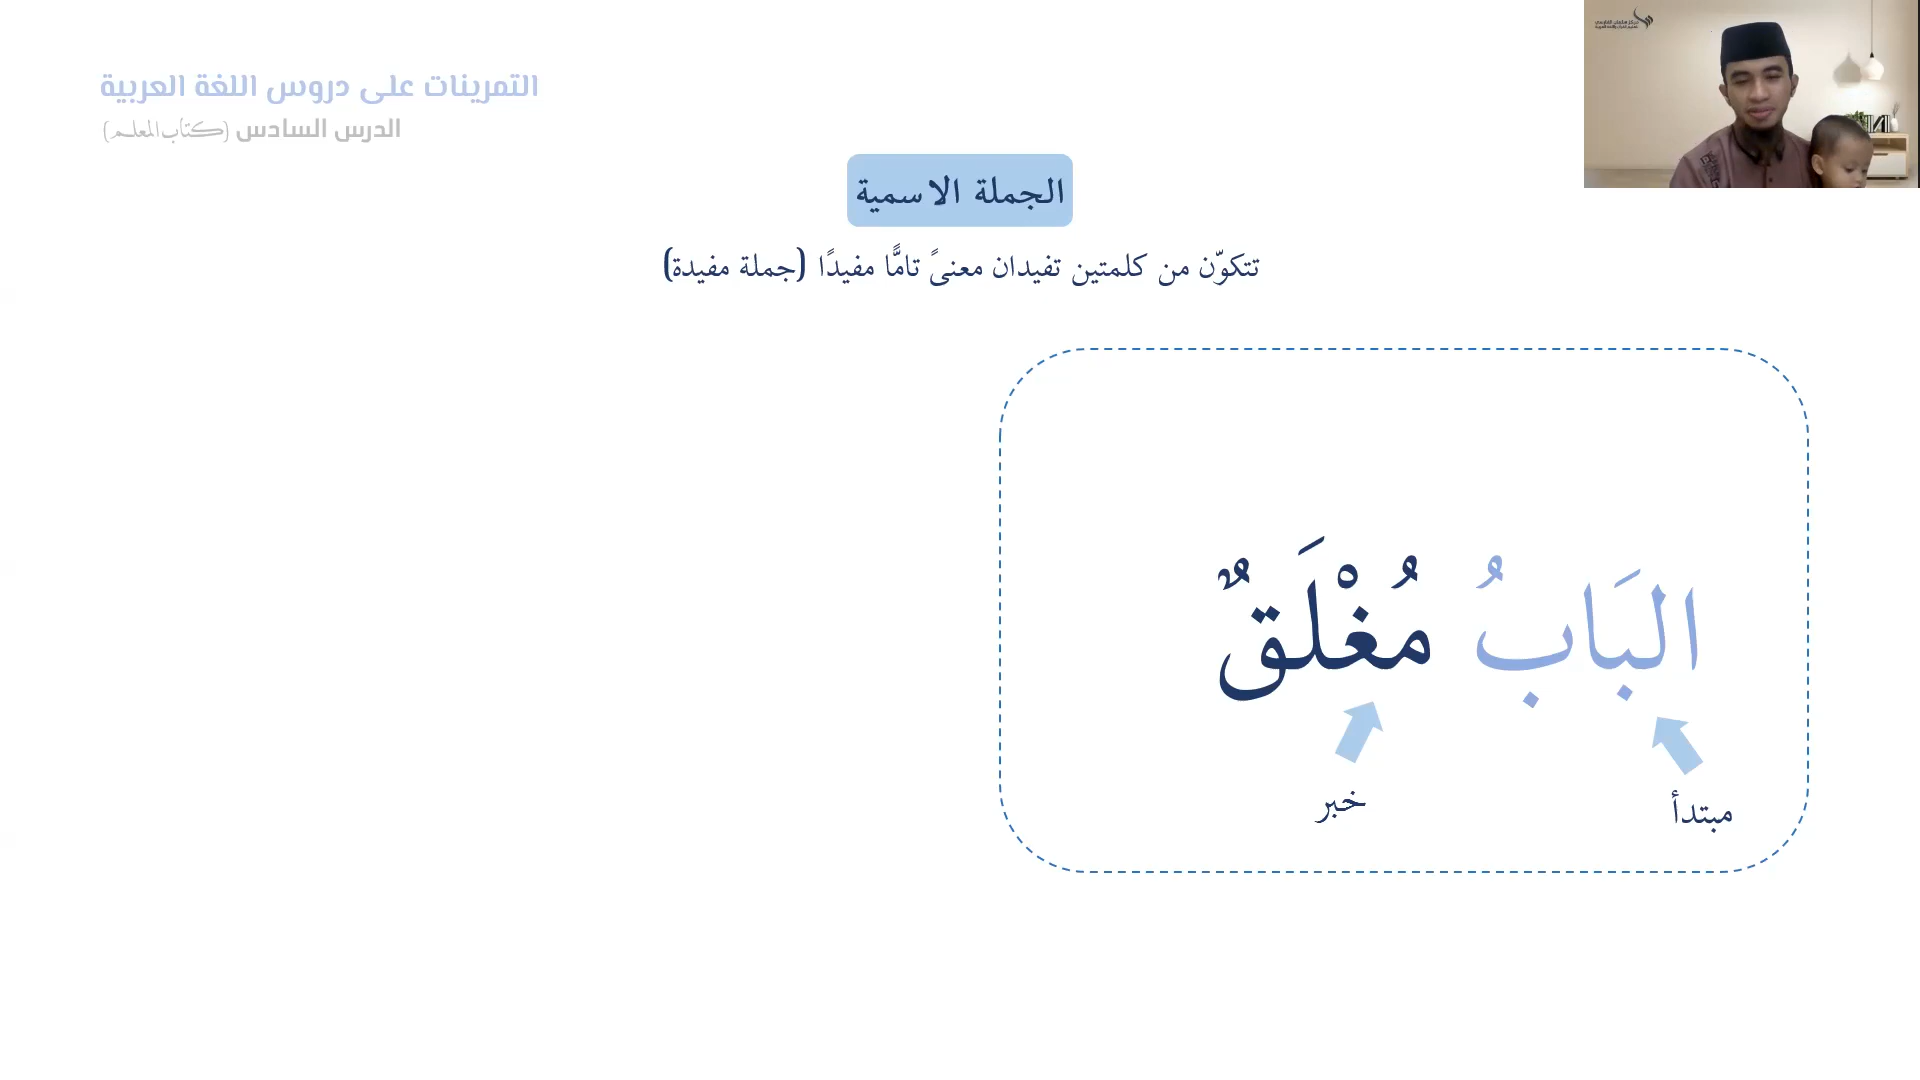 التمرينات على دروس اللغة العربية
الدرس السادس (كتاب المعلم)
الجملة الاسمية
تتكوّن من كلمتين تفيدان معنىً تامًّا مفيدًا (جملة مفيدة)
البَابُ مُغْلَقٌ
مبتدأ
خبر